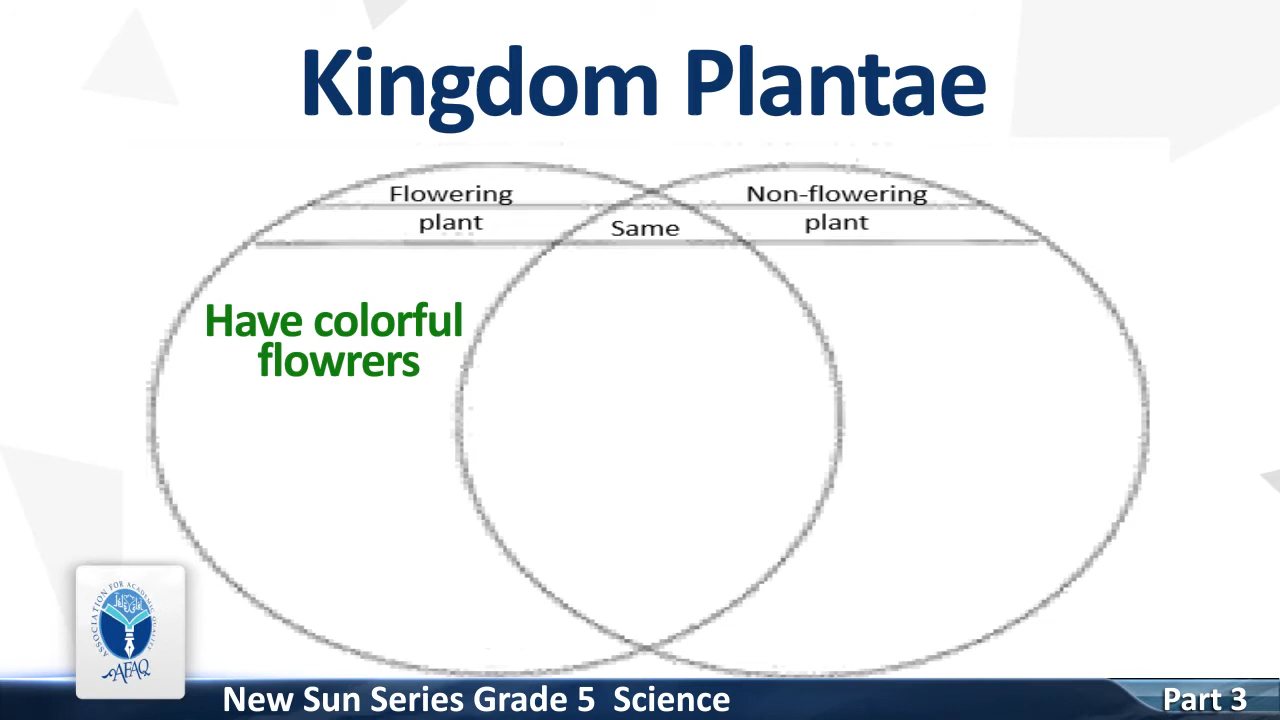 Kingdom Plantae
Flowering
plant
Same
Non-flowering
plant
Have colorful
flowrers
AFAQ
New Sun Series Grade 5 Science
Part 3